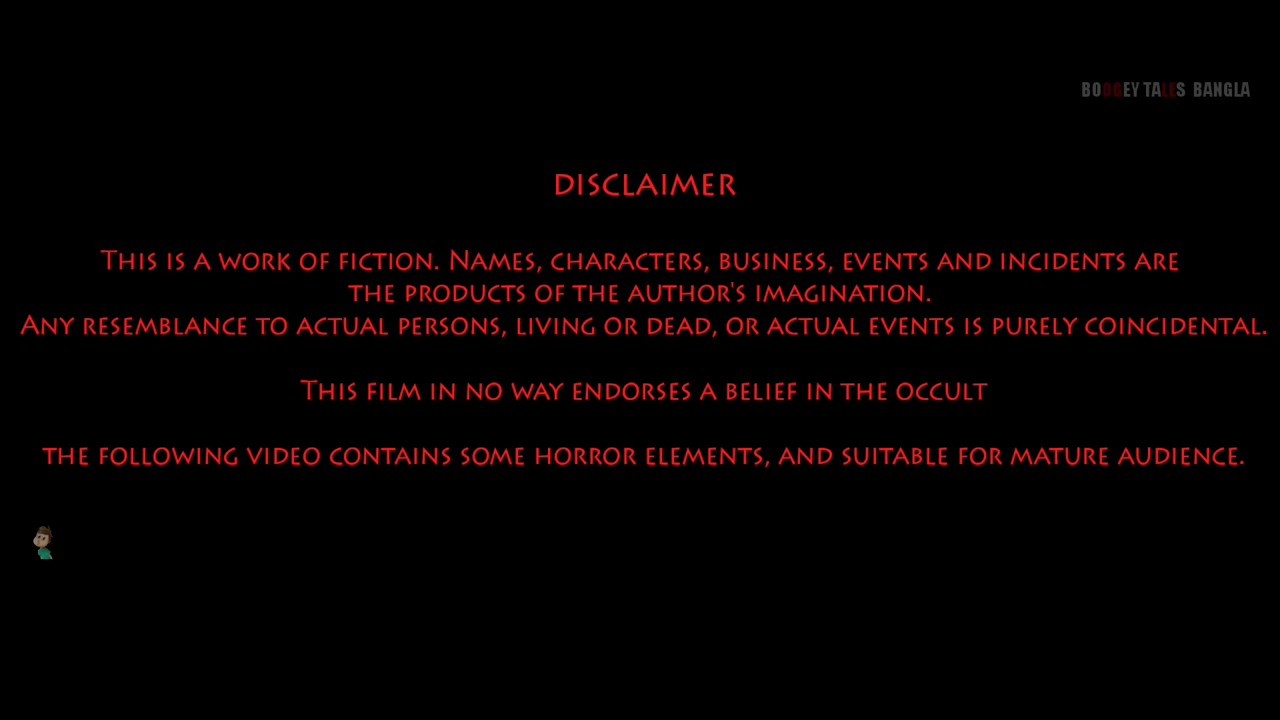 BOOGEY TALES BANGLA
DISCLAIMER
THIS IS A WORK OF FICTION. NAMES, CHARACTERS, BUSINESS, EVENTS AND INCIDENTS ARE
THE PRODUCTS OF THE AUTHOR'S IMAGINATION.
ANY RESEMBLANCE TO ACTUAL PERSONS, LIVING OR DEAD, OR ACTUAL EVENTS IS PURELY COINCIDENTAL.
THIS FILM IN NO WAY ENDORSES A BELIEF IN THE OCCULT
THE FOLLOWING VIDEO CONTAINS SOME HORROR ELEMENTS, AND SUITABLE FOR MATURE AUDIENCE.